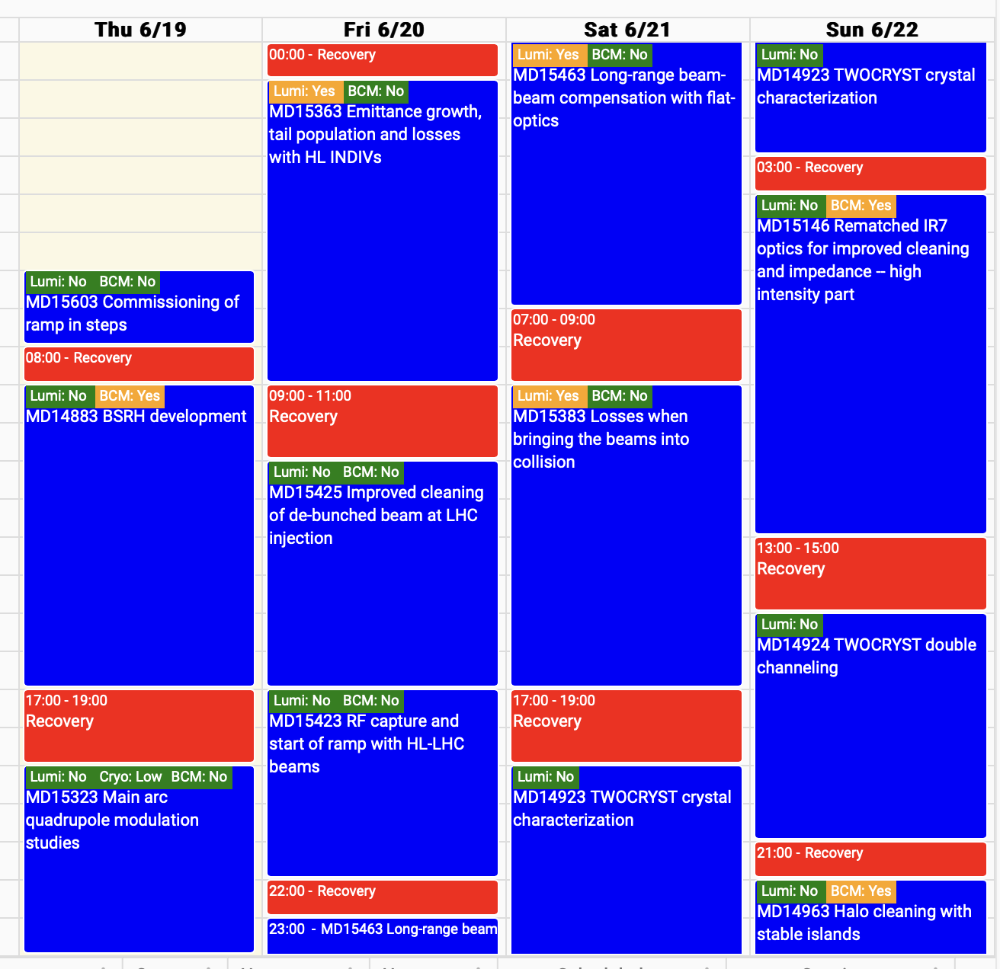 Thu 6/19
Fri 6/20
Sat 6/21
Sun 6/22
Lumi: No BCM: No
MD15603 Commissioning of
ramp in steps
08:00 - Recovery
Lumi: No BCM: Yes
MD14883 BSRH development
17:00 - 19:00
Recovery
Lumi: No Cryo: Low BCM: No
MD15323 Main arc
quadrupole modulation
studies
00:00 - Recovery
Lumi: Yes BCM: No
MD15363 Emittance growth,
tail population and losses
with HL INDIVs
09:00 - 11:00
Recovery
Lumi: No BCM: No
MD15425 Improved cleaning
of de-bunched beam at LHC
injection
Lumi: No BCM: No
MD15423 RF capture and
start of ramp with HL-LHC
beams
22:00 - Recovery
23:00 - MD15463 Long-range beam
Lumi: Yes BCM: No
MD15463 Long-range beam-
beam compensation with flat-
optics
07:00 - 09:00
Recovery
Lumi: Yes BCM: No
MD15383 Losses when
bringing the beams into
collision
17:00 - 19:00
Recovery
Lumi: No
MD14923 TWOCRYST crystal
characterization
Lumi: No
MD14923 TWOCRYST crystal
characterization
03:00 - Recovery
Lumi: No BCM: Yes
MD15146 Rematched IR7
optics for improved cleaning
and impedance -- high
intensity part
13:00 - 15:00
Recovery
Lumi: No
MD14924 TWOCRYST double
channeling
21:00 - Recovery
Lumi: No BCM: Yes
MD14963 Halo cleaning with
stable islands